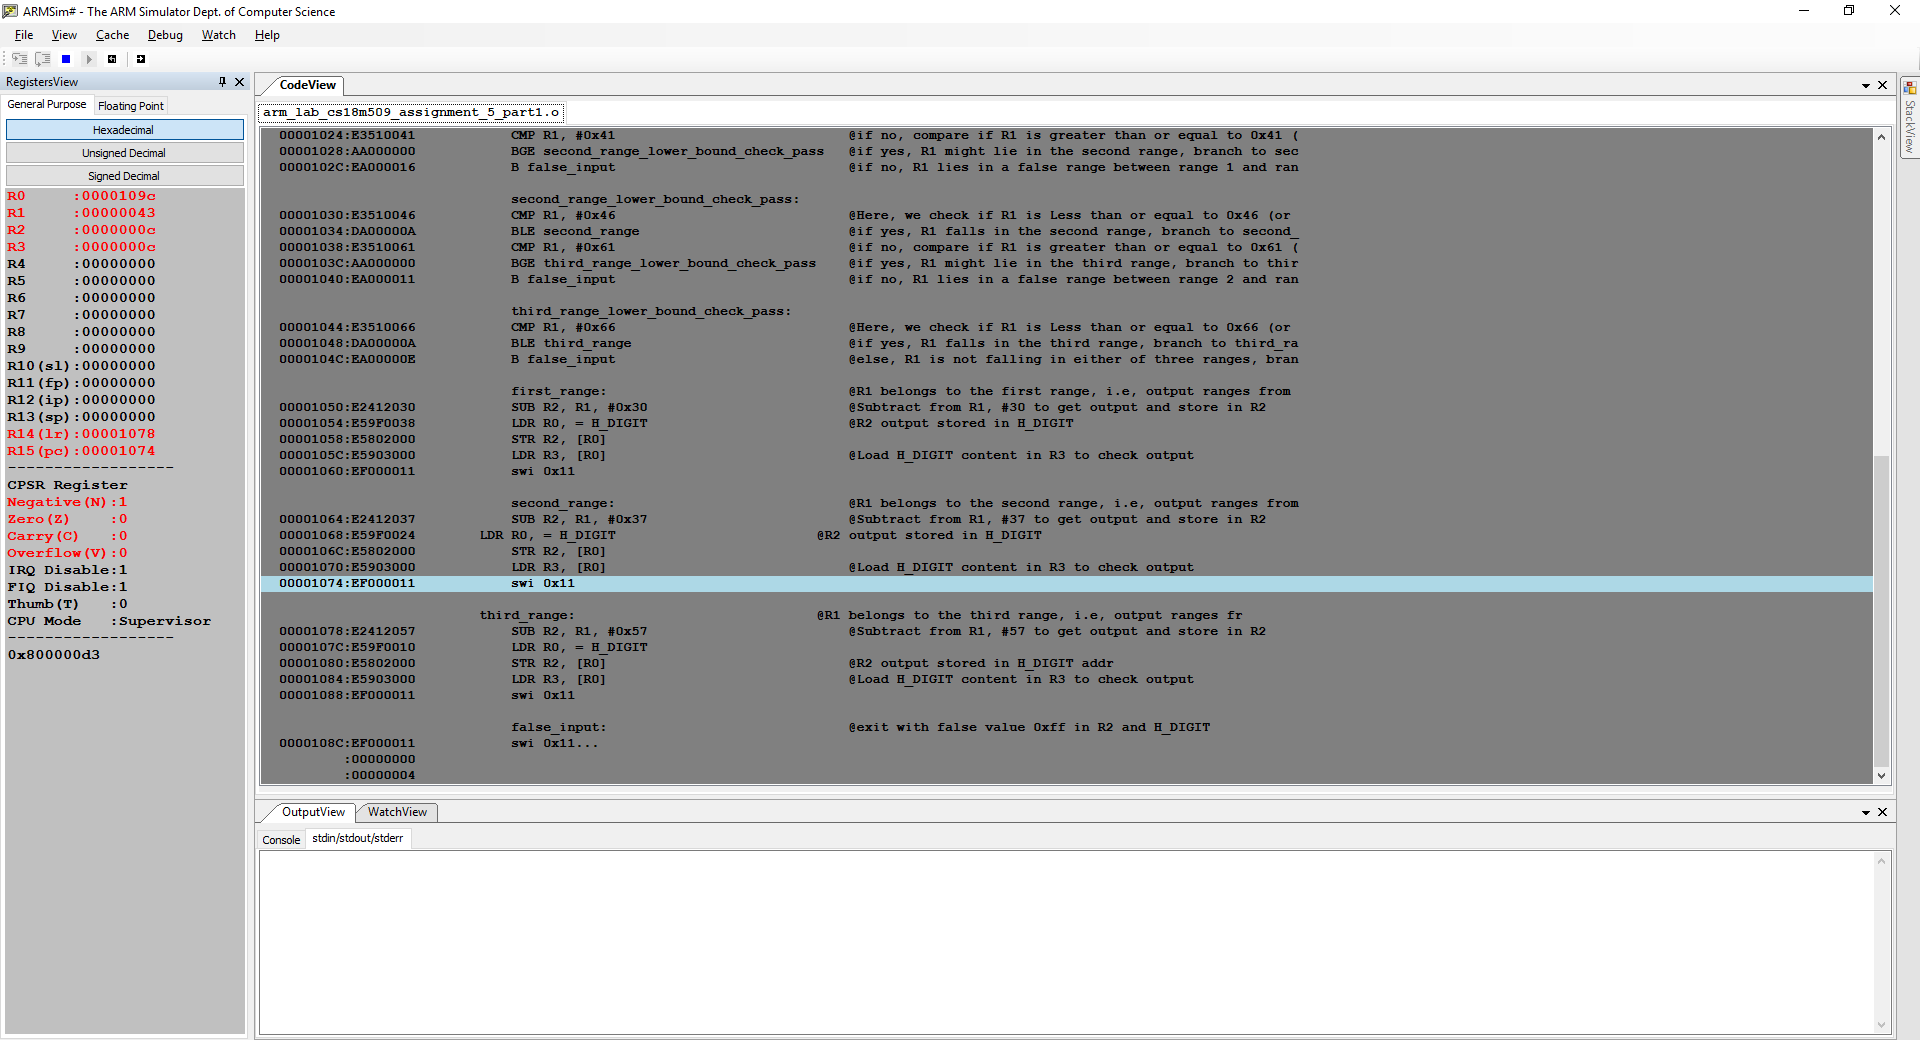 ARMSim# - The ARM Simulator Dept. of Computer Science
File View Cache Debug Watch Help
RegistersView
General Purpose Floating Point
Hexadecimal
Unsigned Decimal
Signed Decimal
R0 :0000109c
R1 :00000043
R2 :0000000c
R3 :0000000c
R4 :00000000
R5 :00000000
R6 :00000000
R7 :00000000
R8 :00000000
R9 :00000000
R10(sl):00000000
R11(fp):00000000
R12(ip):00000000
R13(sp):00000000
R14(lr):00001078
R15(pc):00001074
------------------
CPSR Register
Negative(N):1
Zero(Z) :0
Carry(C) :0
Overflow(V):0
IRQ Disable:1
FIQ Disable:1
Thumb(T) :0
CPU Mode :Supervisor
------------------
0x800000d3
CodeView
arm_lab_cs18m509_assignment_5_part1.o
00001024:E3510041 CMP R1, #0x41 @if no, compare if R1 is greater than or equal to 0x41 (
00001028:AA000000 BGE second_range_lower_bound_check_pass @if yes, R1 might lie in the second range, branch to sec
0000102C:EA000016 B false_input @if no, R1 lies in a false range between range 1 and ran
second_range_lower_bound_check_pass:
00001030:E3510046 CMP R1, #0x46 @Here, we check if R1 is Less than or equal to 0x46 (or
00001034:DA00000A BLE second_range @if yes, R1 falls in the second range, branch to second_
00001038:E3510061 CMP R1, #0x61 @if no, compare if R1 is greater than or equal to 0x61 (
0000103C:AA000000 BGE third_range_lower_bound_check_pass @if yes, R1 might lie in the third range, branch to thir
00001040:EA000011 B false_input @if no, R1 lies in a false range between range 2 and ran
third_range_lower_bound_check_pass:
00001044:E3510066 CMP R1, #0x66 @Here, we check if R1 is Less than or equal to 0x66 (or
00001048:DA00000A BLE third_range @if yes, R1 falls in the third range, branch to third_ra
0000104C:EA00000E B false_input @else, R1 is not falling in either of three ranges, bran
first_range: @R1 belongs to the first range, i.e, output ranges from
00001050:E2412030 SUB R2, R1, #0x30 @Subtract from R1, #30 to get output and store in R2
00001054:E59F0038 LDR R0, = H_DIGIT @R2 output stored in H_DIGIT
00001058:E5802000 STR R2, [R0]
0000105C:E5903000 LDR R3, [R0] @Load H_DIGIT content in R3 to check output
00001060:EF000011 swi 0x11
second_range: @R1 belongs to the second range, i.e, output ranges from
00001064:E2412037 SUB R2, R1, #0x37 @Subtract from R1, #37 to get output and store in R2
00001068:E59F0024 LDR R0, = H_DIGIT @R2 output stored in H_DIGIT
0000106C:E5802000 STR R2, [R0]
00001070:E5903000 LDR R3, [R0] @Load H_DIGIT content in R3 to check output
00001074:EF000011 swi 0x11
third_range: @R1 belongs to the third range, i.e, output ranges fr
00001078:E2412057 SUB R2, R1, #0x57 @Subtract from R1, #57 to get output and store in R2
0000107C:E59F0010 LDR R0, = H_DIGIT
00001080:E5802000 STR R2, [R0] @R2 output stored in H_DIGIT addr
00001084:E5903000 LDR R3, [R0] @Load H_DIGIT content in R3 to check output
00001088:EF000011 swi 0x11
false_input: @exit with false value 0xff in R2 and H_DIGIT
0000108C:EF000011 swi 0x11...
:00000000
:00000004
OutputView WatchView
Console stdin/stdout/stderr
StackView